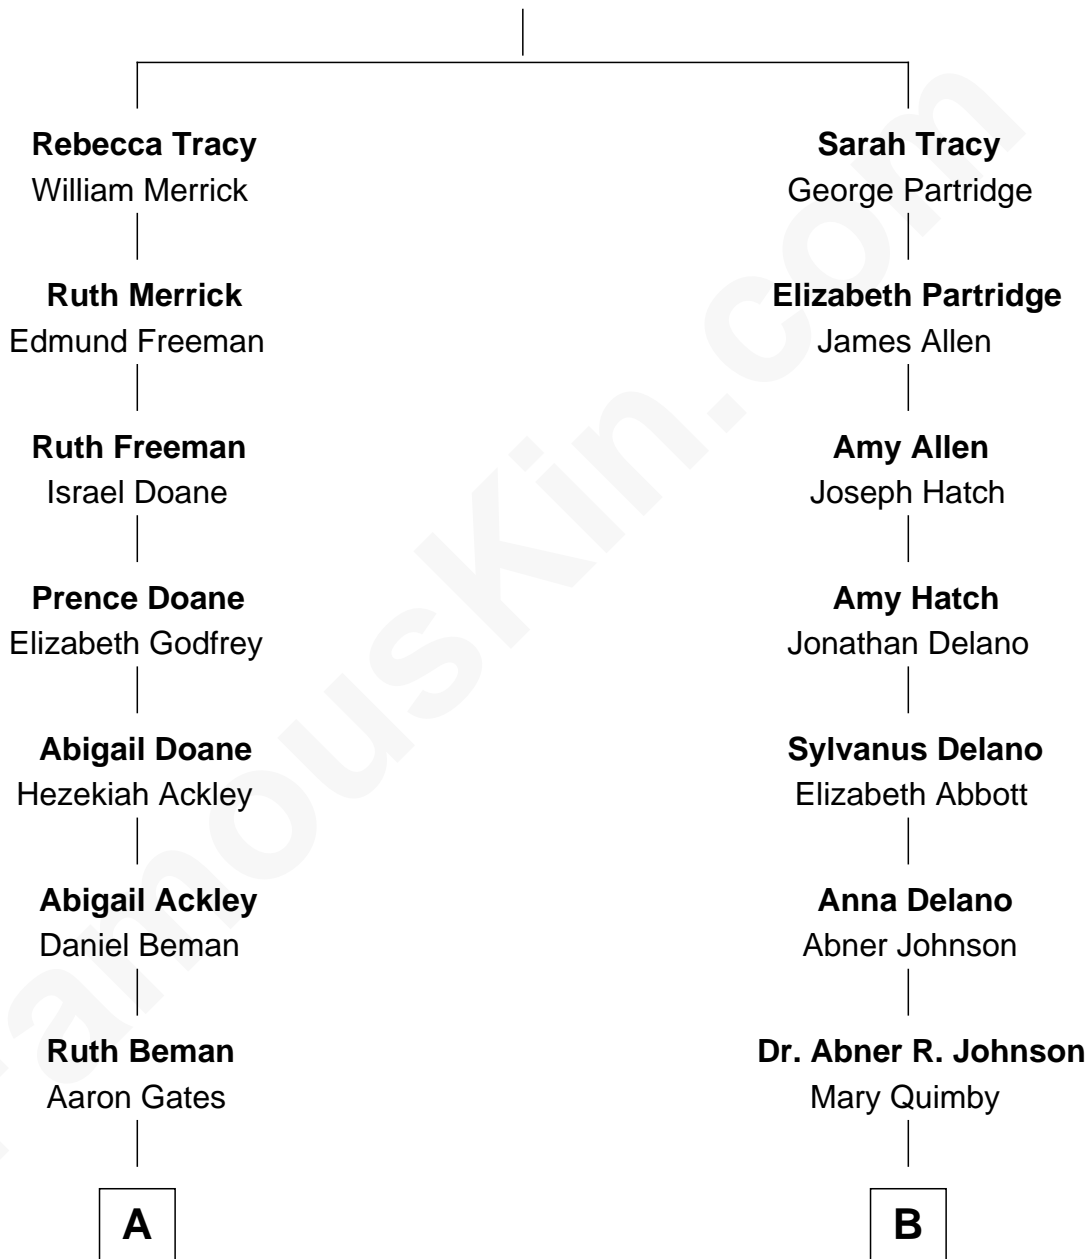 Rebecca Tracy
William Merrick
Ruth Merrick
Edmund Freeman
Ruth Freeman
Israel Doane
Prence Doane
Elizabeth Godfrey
Abigail Doane
Hezekiah Ackley
Abigail Ackley
Daniel Beman
Ruth Beman
Aaron Gates
A
Sarah Tracy
George Partridge
Elizabeth Partridge
James Allen
Amy Allen
Joseph Hatch
Amy Hatch
Jonathan Delano
Sylvanus Delano
Elizabeth Abbott
Anna Delano
Abner Johnson
Dr. Abner R. Johnson
Mary Quimby
B
FamousKin.com